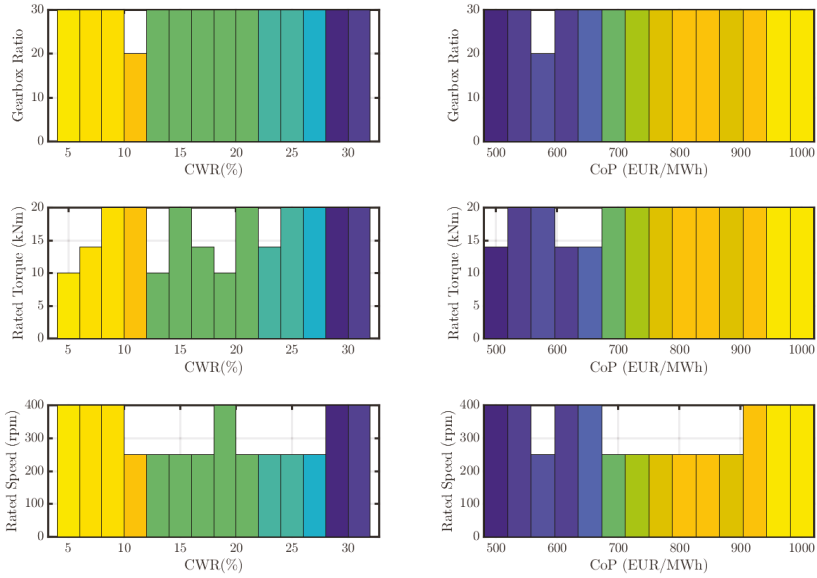 30
20
10
0
Gearbox Ratio
5 10 15 20 25 30
CWR(%)
30
20
10
0
Gearbox Ratio
500 600 700 800 900 1000
CoP (EUR/MWh)
20
15
10
5
0
Rated Torque (kNm)
5 10 15 20 25 30
CWR(%)
20
15
10
5
0
Rated Torque (kNm)
500 600 700 800 900 1000
CoP (EUR/MWh)
400
300
200
100
0
Rated Speed (rpm)
5 10 15 20 25 30
CWR(%)
400
300
200
100
0
Rated Speed (rpm)
500 600 700 800 900 1000
CoP (EUR/MWh)